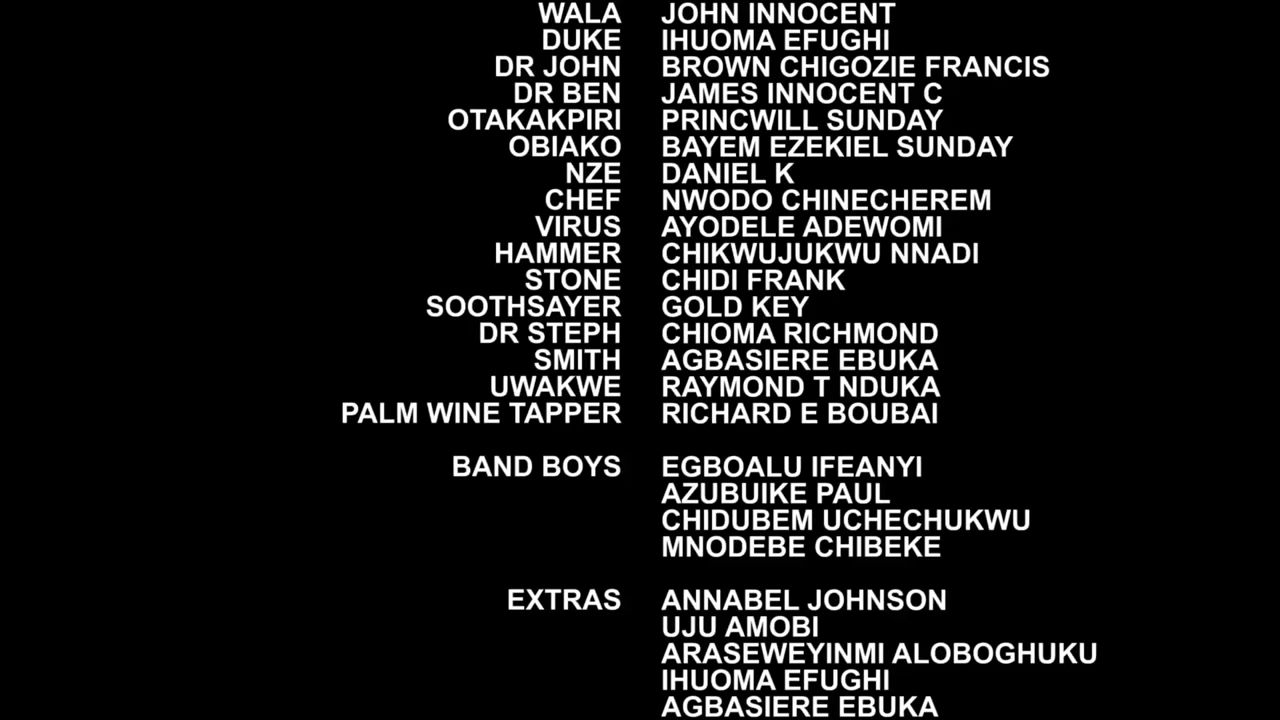 WALA JOHN INNOCENT
DUKE IHUOMA EFUGHI
DR JOHN BROWN CHIGOZIE FRANCIS
DR BEN JAMES INNOCENT C
OTAKAKPIRI PRINCWILL SUNDAY
OBIAKO BAYEM EZEKIEL SUNDAY
NZE DANIEL K
CHEF NWODO CHINECHEREM
VIRUS AYODELE ADEWOMI
HAMMER CHIKWUJUKWU NNADI
STONE CHIDI FRANK
SOOTHSAYER GOLD KEY
DR STEPH CHIOMA RICHMOND
SMITH AGBASIERE EBUKA
UWAKWE RAYMOND T NDUKA
PALM WINE TAPPER RICHARD E BOUBAI
BAND BOYS EGBOALU IFEANYI
AZUBUIKE PAUL
CHIDUBEM UCHECHUKWU
MNODEBE CHIBEKE
EXTRAS ANNABEL JOHNSON
UJU AMOBI
ARASEWEYINMI ALOBOGHUKU
IHUOMA EFUGHI
AGBASIERE EBUKA